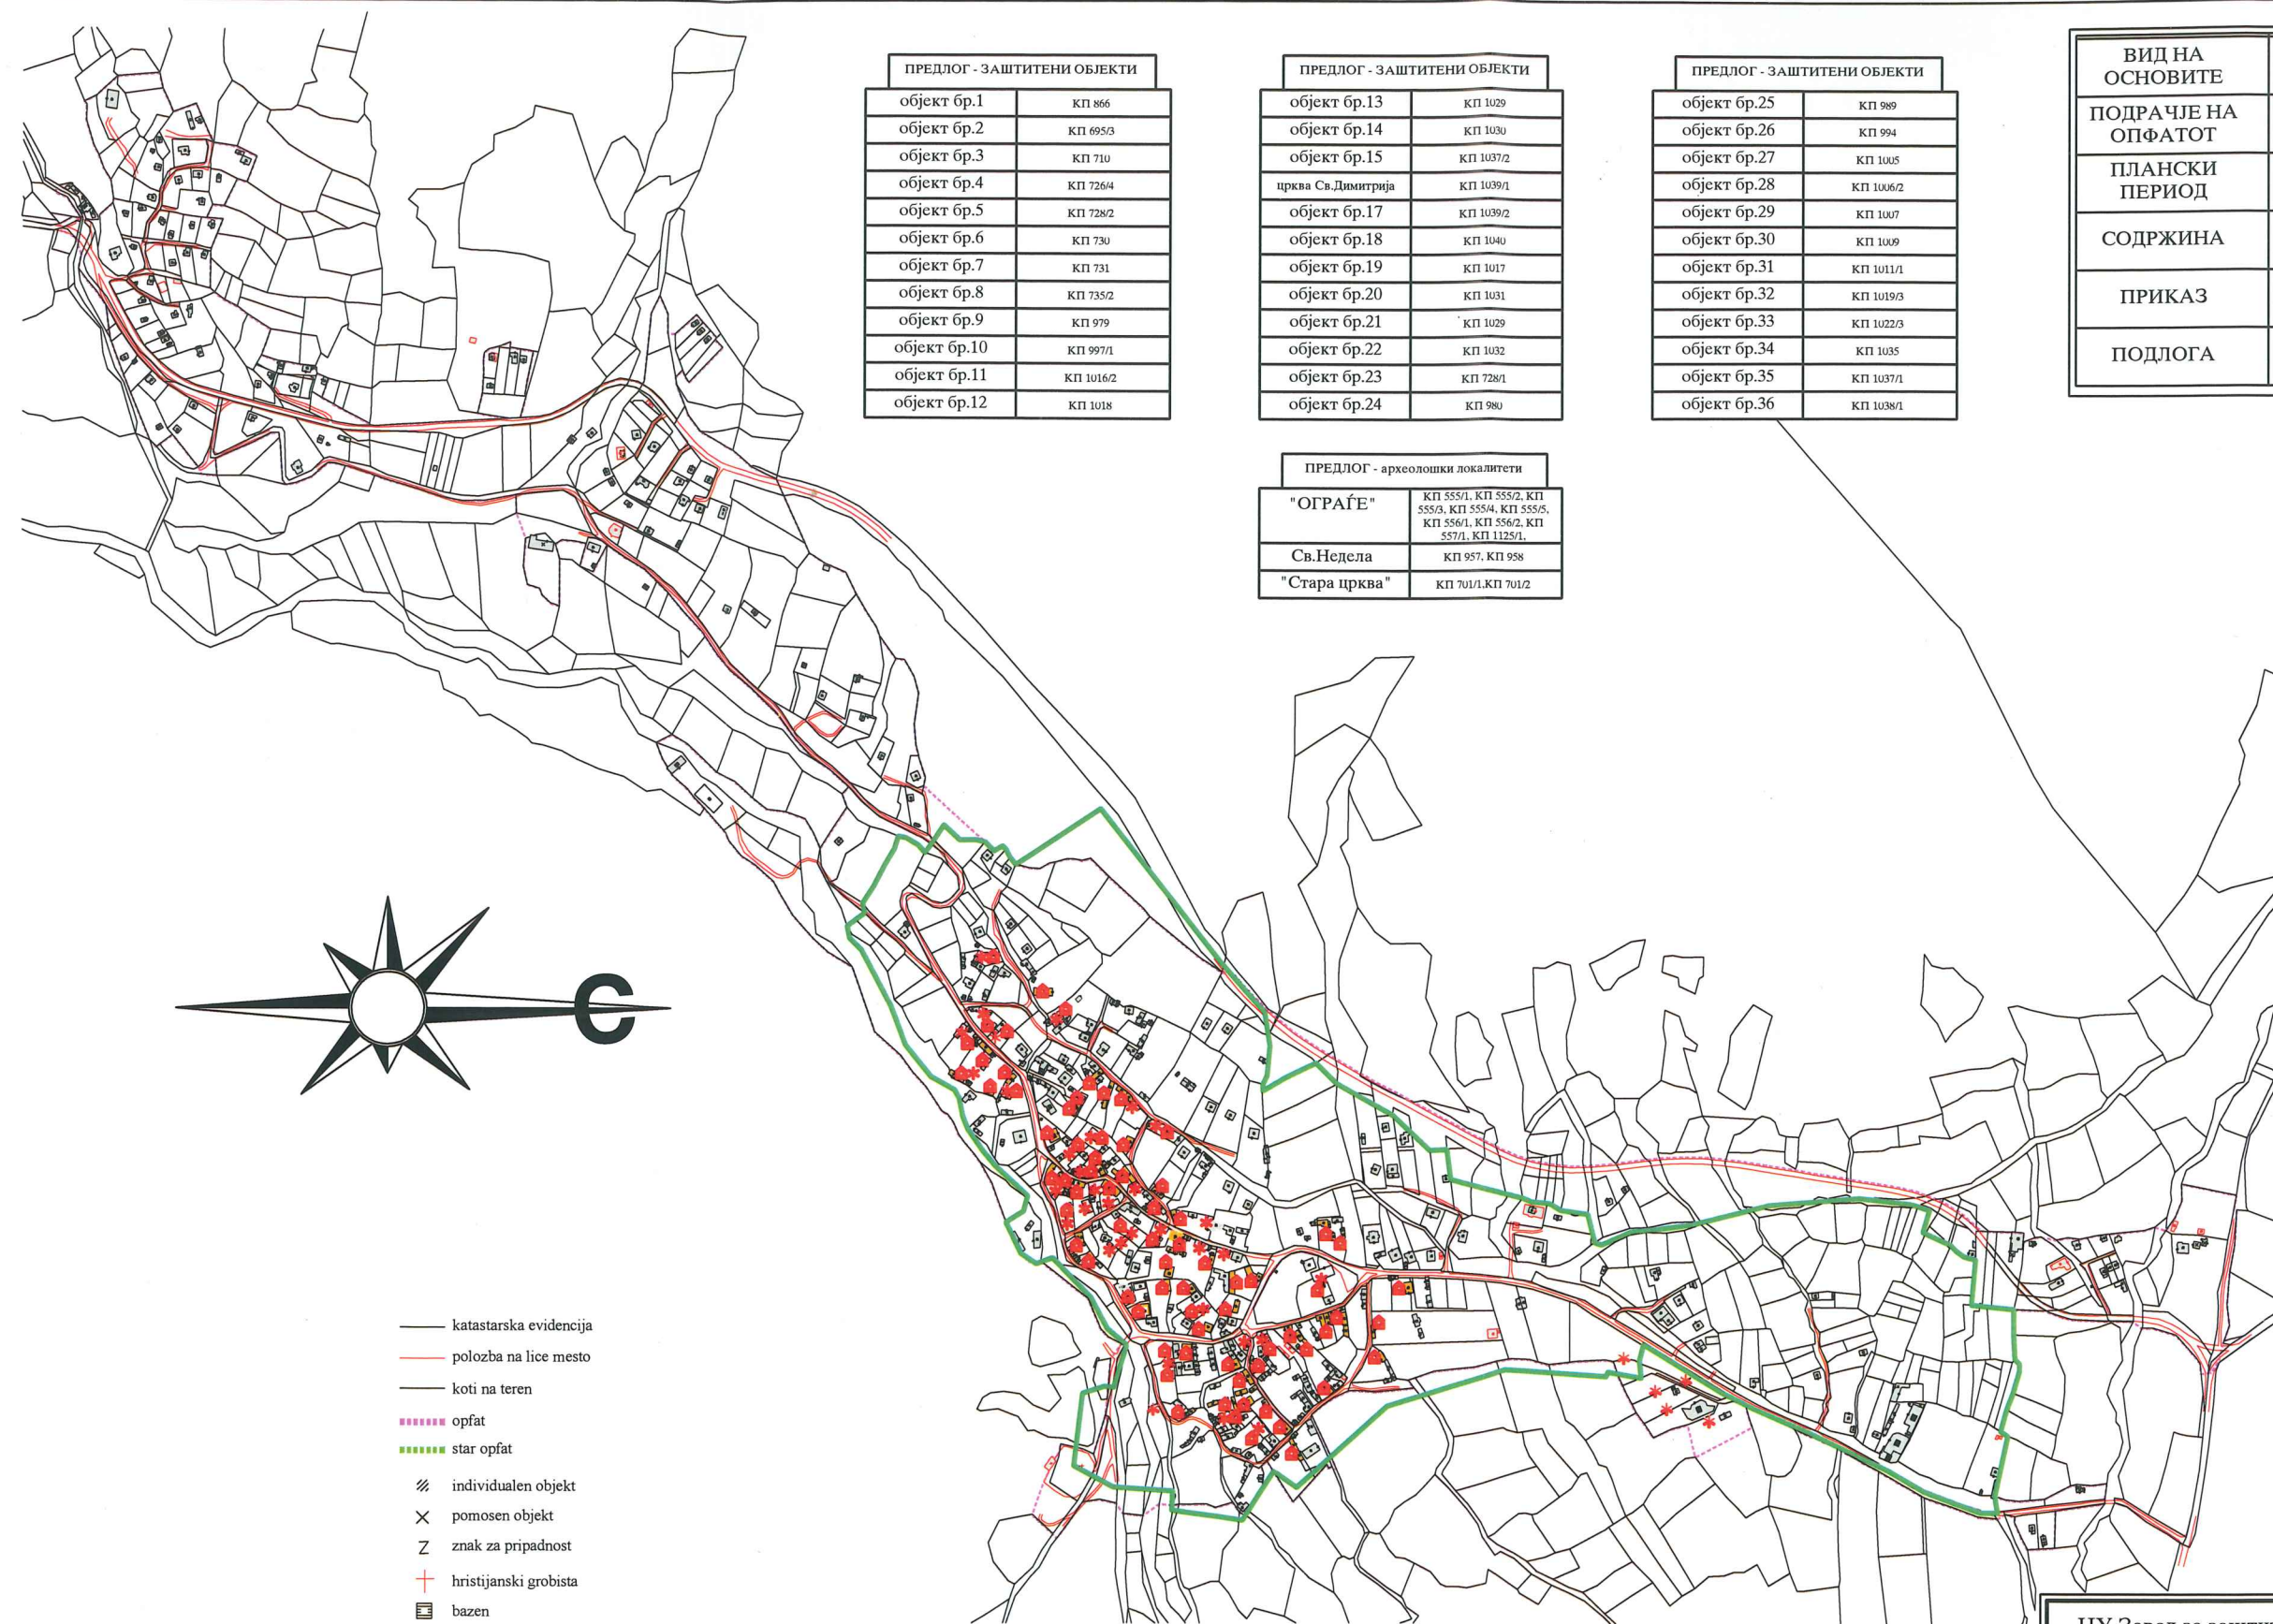 ПРЕДЛОГ - ЗАШТИТЕНИ ОБЈЕКТИ
објект бр.1 КП 866
објект бр.2 КП 695/3
објект бр.3 КП 710
објект бр.4 КП 726/4
објект бр.5 КП 728/2
објект бр.6 КП 730
објект бр.7 КП 731
објект бр.8 КП 735/2
објект бр.9 КП 979
објект бр.10 КП 997/1
објект бр.11 КП 1016/2
објект бр.12 КП 1018
ПРЕДЛОГ - ЗАШТИТЕНИ ОБЈЕКТИ
објект бр.13 КП 1029
објект бр.14 КП 1030
објект бр.15 КП 1037/2
црква Св.Димитрија КП 1039/1
објект бр.17 КП 1039/2
објект бр.18 КП 1040
објект бр.19 КП 1017
објект бр.20 КП 1031
објект бр.21 КП 1029
објект бр.22 КП 1032
објект бр.23 КП 728/1
објект бр.24 КП 980
ПРЕДЛОГ - ЗАШТИТЕНИ ОБЈЕКТИ
објект бр.25 КП 989
објект бр.26 КП 994
објект бр.27 КП 1005
објект бр.28 КП 1006/2
објект бр.29 КП 1007
објект бр.30 КП 1009
објект бр.31 КП 1011/1
објект бр.32 КП 1019/3
објект бр.33 КП 1022/3
објект бр.34 КП 1035
објект бр.35 КП 1037/1
објект бр.36 КП 1038/1
ВИД НА
ОСНОВИТЕ
ПОДРАЧЈЕ НА
ОПФАТОТ
ПЛАНСКИ
ПЕРИОД
СОДРЖИНА
ПРИКАЗ
ПОДЛОГА
ПРЕДЛОГ - археолошки локалитети
"ОГРАЃЕ" КП 555/1, КП 555/2, КП
555/3, КП 555/4, КП 555/5,
КП 556/1, КП 556/2, КП
557/1, КП 1125/1,
Св.Недела КП 957, КП 958
"Стара црква" КП 701/1,КП 701/2
С
katastarska evidencija
polozba na lice mesto
koti na teren
opfat
star opfat
individualen objekt
pomosen objekt
Z znak za pripadnost
hristijanski grobista
bazen